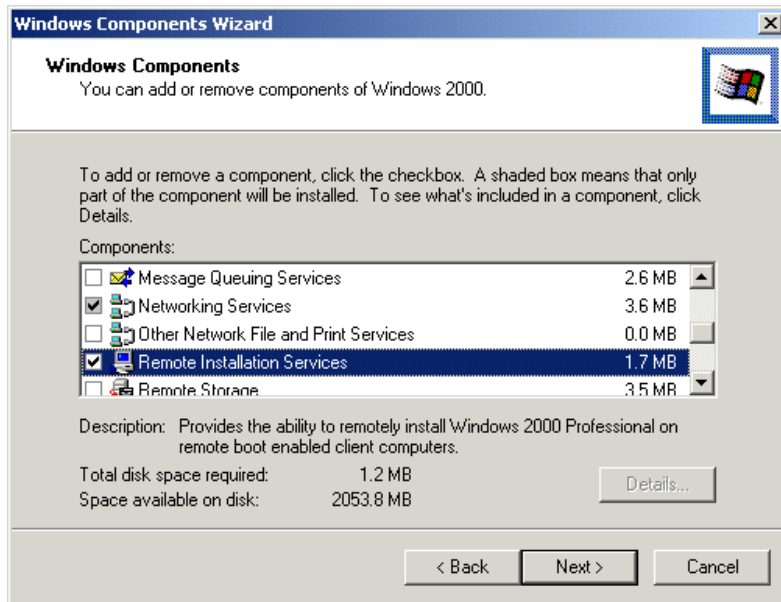 Windows Components Wizard
Windows Components
You can add or remove components of Windows 2000.
To add or remove a component, click the checkbox. A shaded box means that only
part of the component will be installed. To see what's included in a component, click
Details.
Components:
Message Queuing Services 2.6 MB
Networking Services 3.6 MB
Other Network File and Print Services 0.0 MB
Remote Installation Services 1.7 MB
Remote Storage 3.5 MB
Description: Provides the ability to remotely install Windows 2000 Professional on
remote boot enabled client computers.
Total disk space required: 1.2 MB
Space available on disk: 2053.8 MB
Details...
< Back Next > Cancel